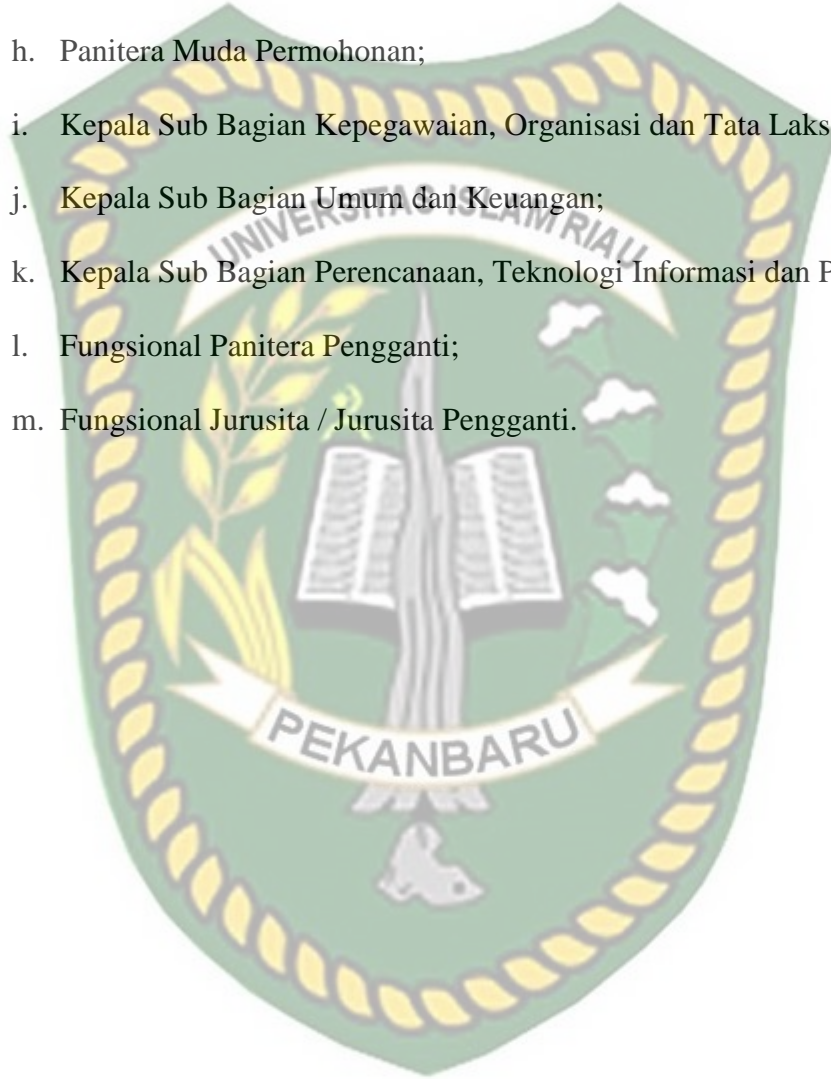 h. Panitera Muda Permohonan;
i. Kepala Sub Bagian Kepegawaian, Organisasi dan Tata Laks
j. Kepala Sub Bagian Umum dan Keuangan;
UNIVERSITAS ISLAM RIAU
k. Kepala Sub Bagian Perencanaan, Teknologi Informasi dan P
l. Fungsional Panitera Pengganti;
m. Fungsional Jurusita / Jurusita Pengganti.
PEKANBARU